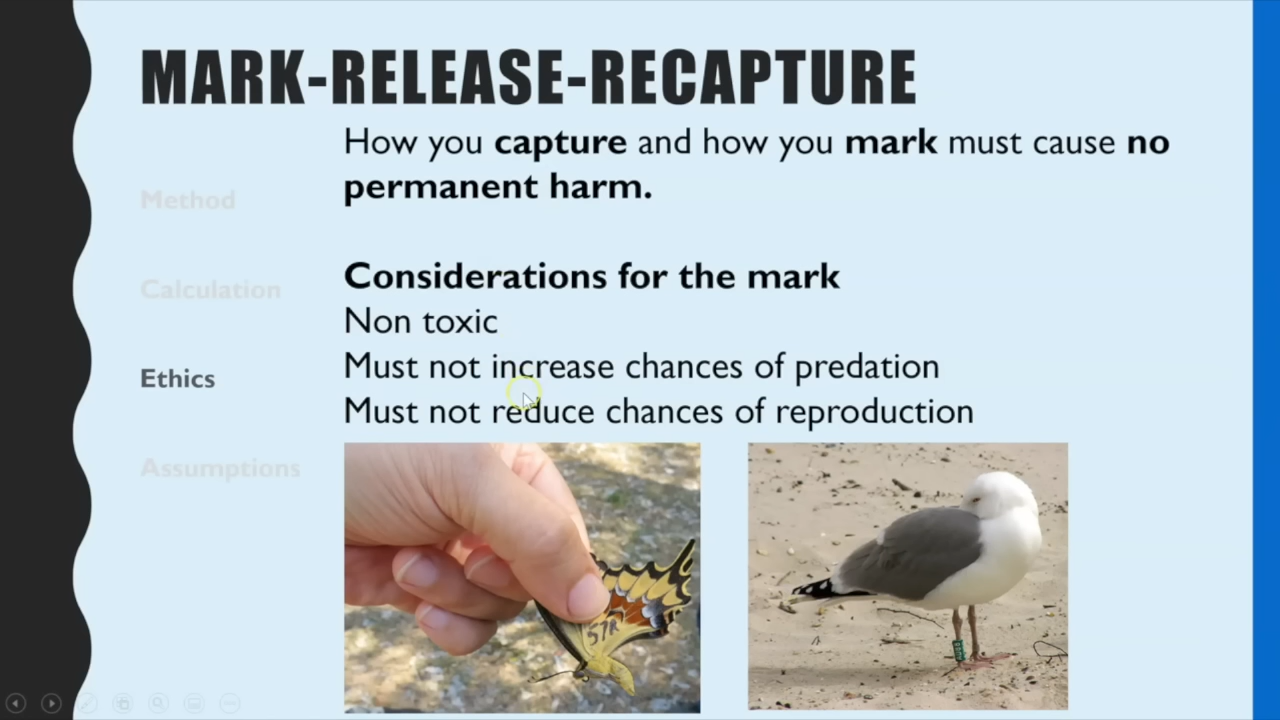 MARK-RELEASE-RECAPTURE
How you capture and how you mark must cause no
permanent harm.
Method
Calculation
Ethics
Assumptions
Considerations for the mark
Non toxic
Must not increase chances of predation
Must not reduce chances of reproduction
57R